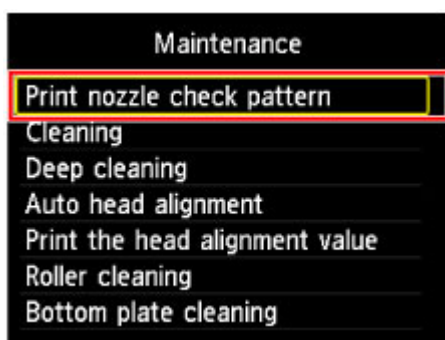 Maintenance
Print nozzle check pattern
Cleaning
Deep cleaning
Auto head alignment
Print the head alignment value
Roller cleaning
Bottom plate cleaning